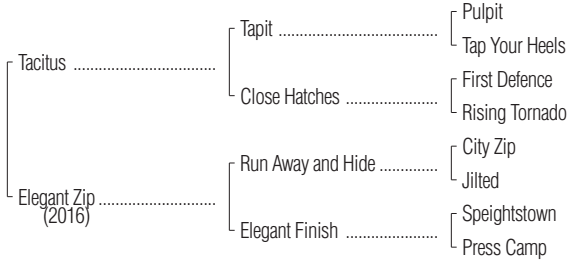 Pulpit
Tapit ................................
Tap Your Heels
Tacitus ................................
First Defence
Close Hatches ..................
Rising Tornado
City Zip
Run Away and Hide ............
Jilted
Elegant Zip .........................
(2016)
Speightstown
Elegant Finish ..................
Press Camp